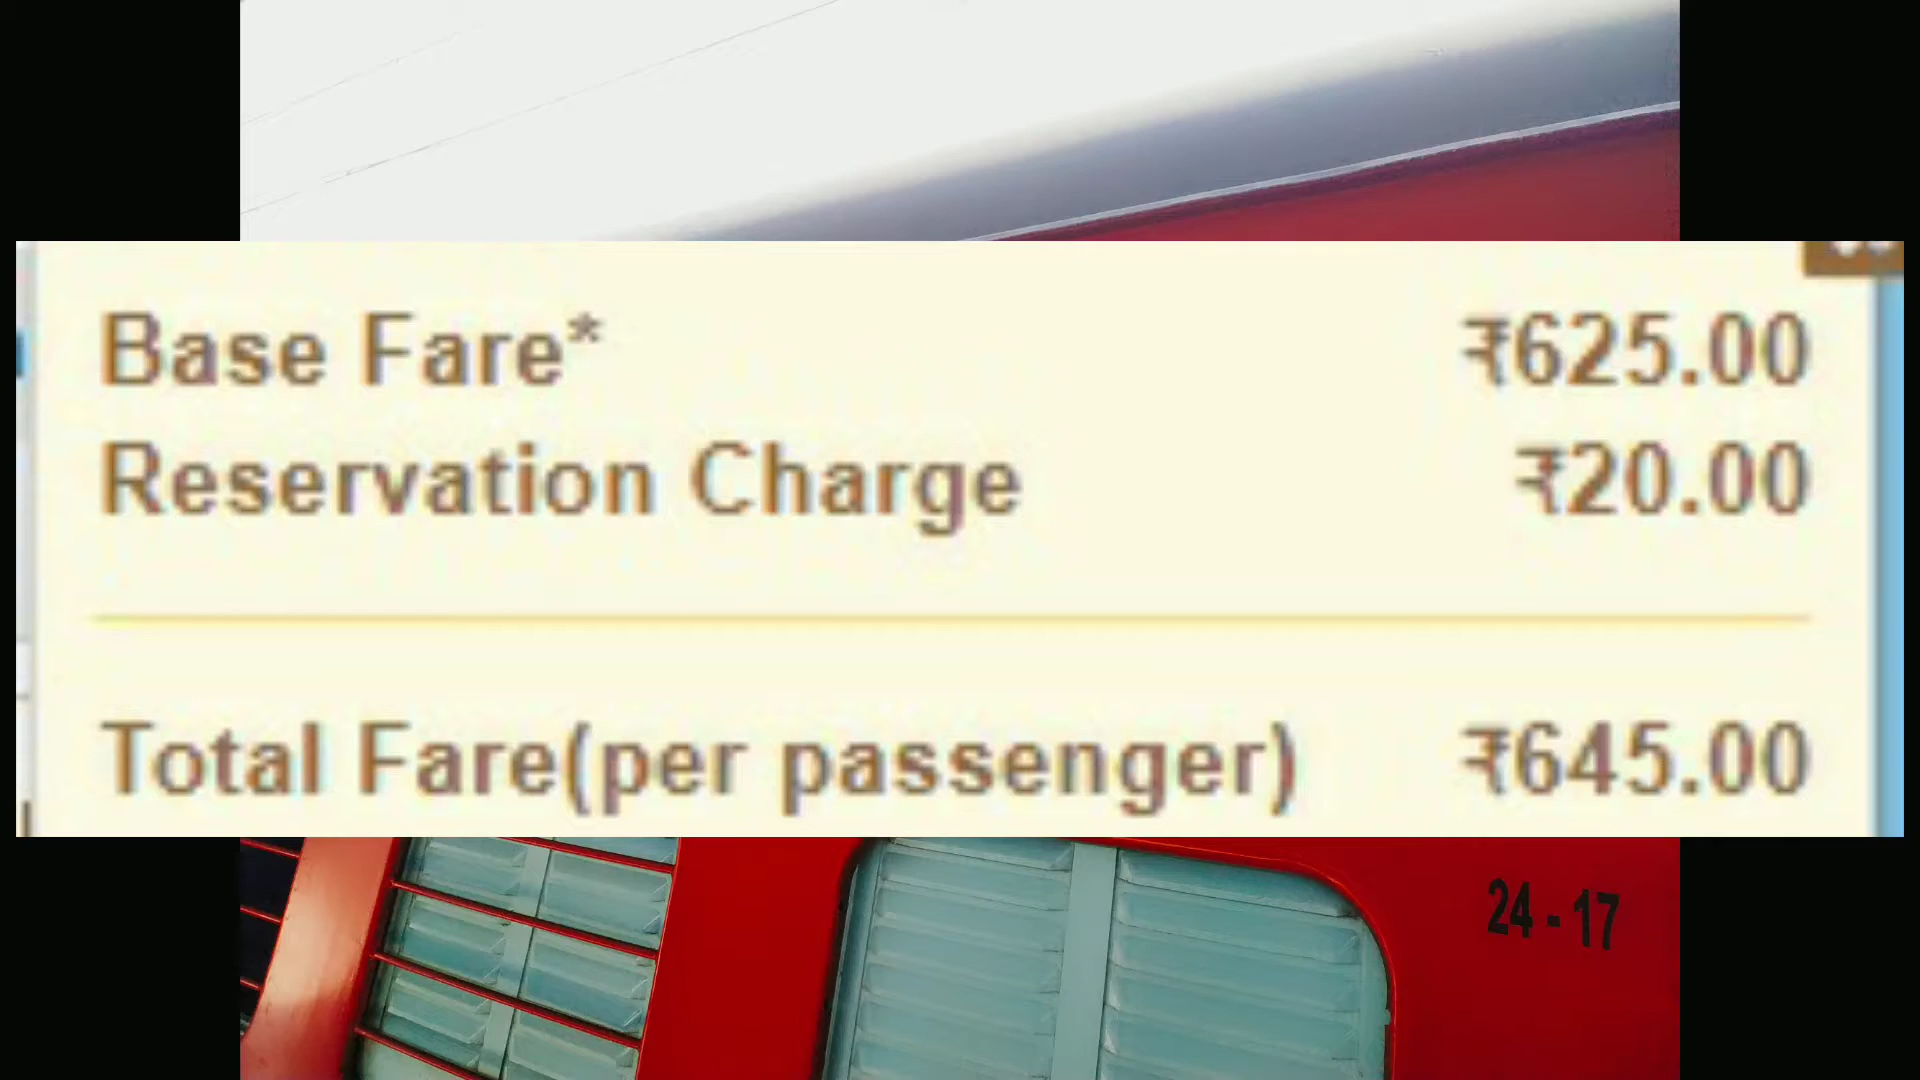 Base Fare* ₹625.00
Reservation Charge ₹20.00
Total Fare(per passenger) ₹645.00
24-17